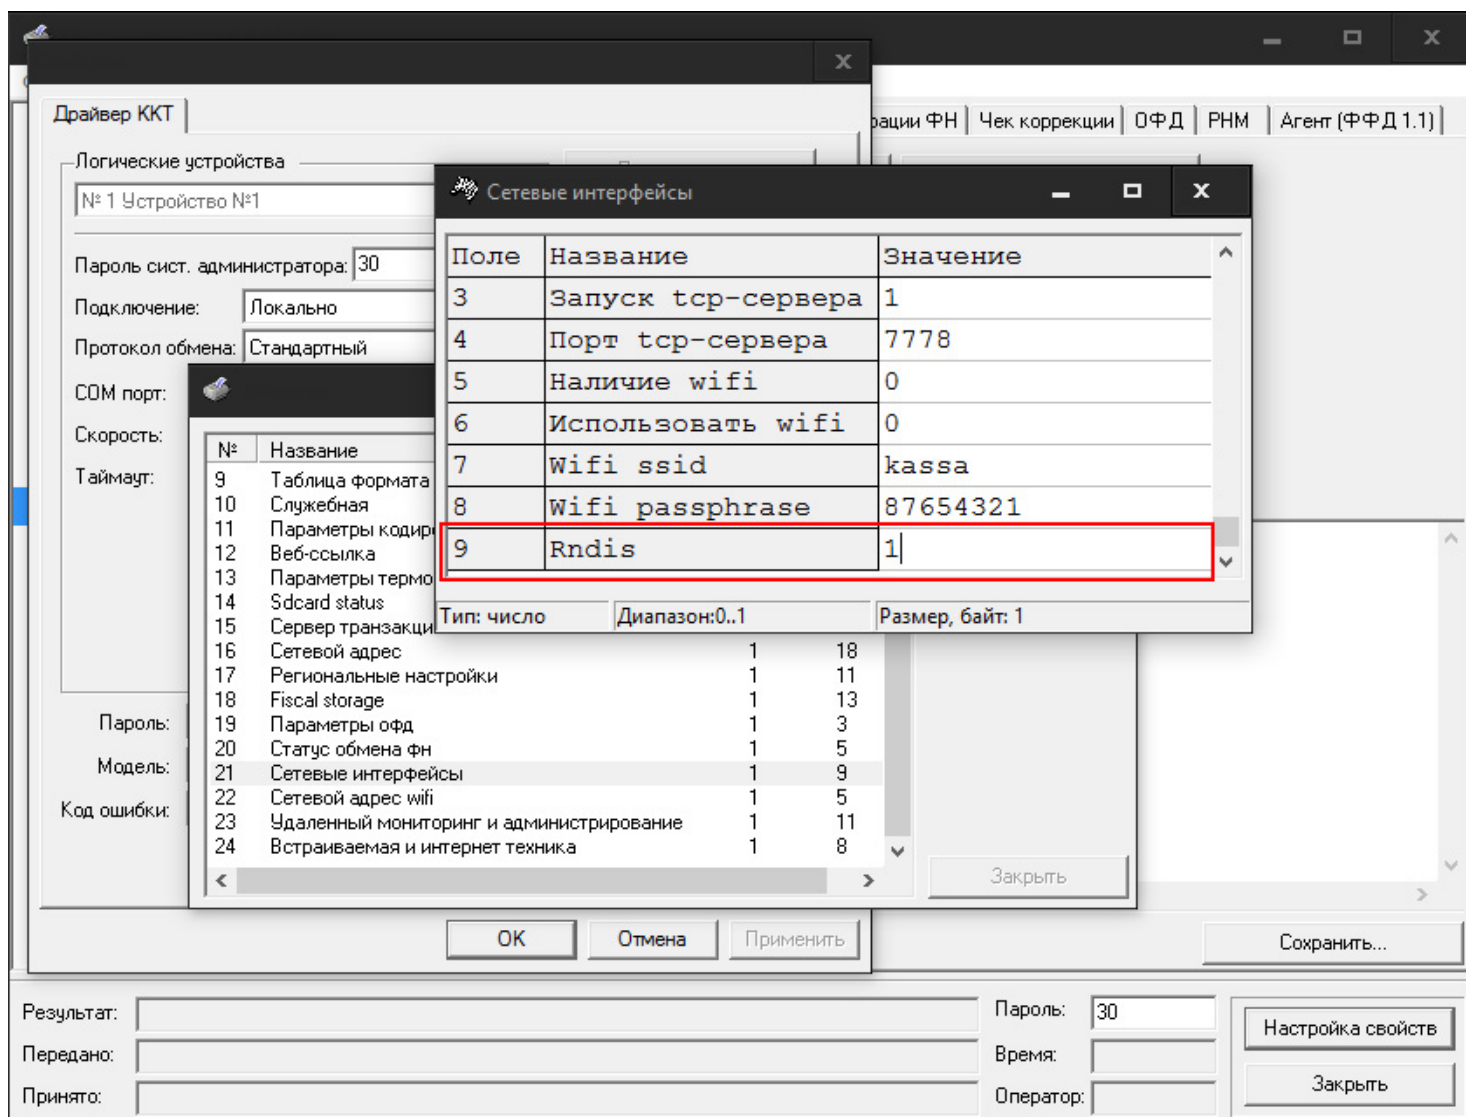 Драйвер ККТ
рации ФН
Чек коррекции
ОФД
РНМ
Агент (ФФД 1.1)
Логические устройства
№ 1 Устройство №1
Пароль сист. администратора:
30
Подключение:
Локально
Протокол обмена:
Стандартный
COM порт:
Скорость:
Таймаут:
Пароль:
Модель:
Код ошибки:
Сетевые интерфейсы
Поле Название Значение
3 Запуск tcp-сервера 1
4 Порт tcp-сервера 7778
5 Наличие wifi 0
6 Использовать wifi 0
7 Wifi ssid kassa
8 Wifi passphrase 87654321
9 Rndis 1
Тип: число Диапазон:0..1 Размер, байт: 1
№ Название
9 Таблица формата
10 Служебная
11 Параметры кодир
12 Веб-ссылка
13 Параметры термо
14 Sdcard status
15 Сервер транзакци
16 Сетевой адрес 1 18
17 Региональные настройки 1 11
18 Fiscal storage 1 13
19 Параметры офд 1 3
20 Статус обмена фн 1 5
21 Сетевые интерфейсы 1 9
22 Сетевой адрес wifi 1 5
23 Удаленный мониторинг и администрирование 1 11
24 Встраиваемая и интернет техника 1 8
Закрыть
OK
Отмена
Применить
Сохранить...
Результат:
Передано:
Принято:
Пароль: 30
Время:
Оператор:
Настройка свойств
Закрыть